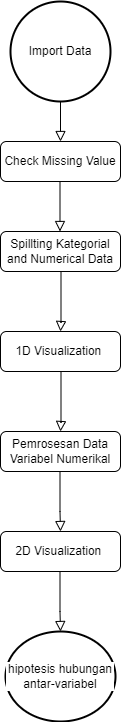 Import Data
Check Missing Value
Spillting Kategorial
and Numerical Data
1D Visualization
Pemrosesan Data
Variabel Numerikal
2D Visualization
hipotesis hubungan
antar-variabel